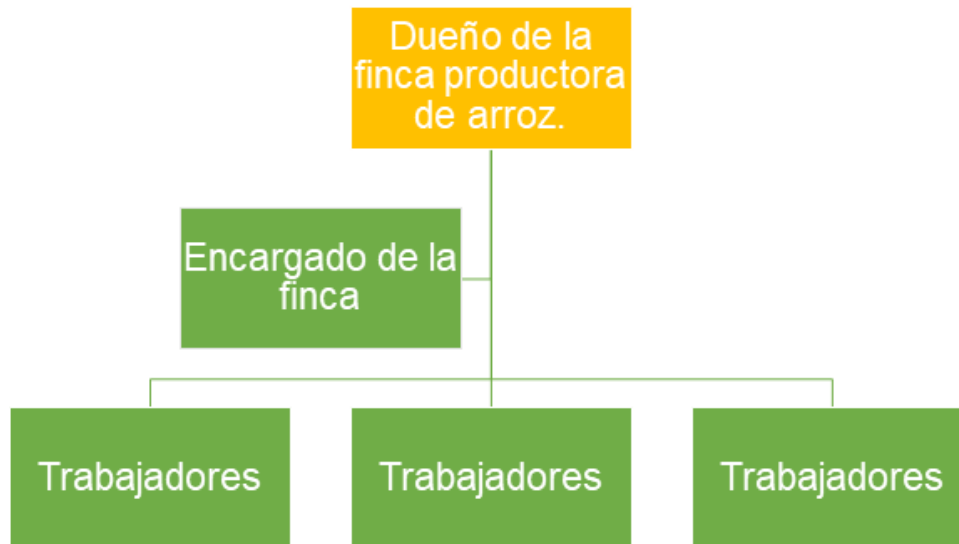 Dueño de la
finca productora
de arroz.
Encargado de la
finca
Trabajadores
Trabajadores
Trabajadores